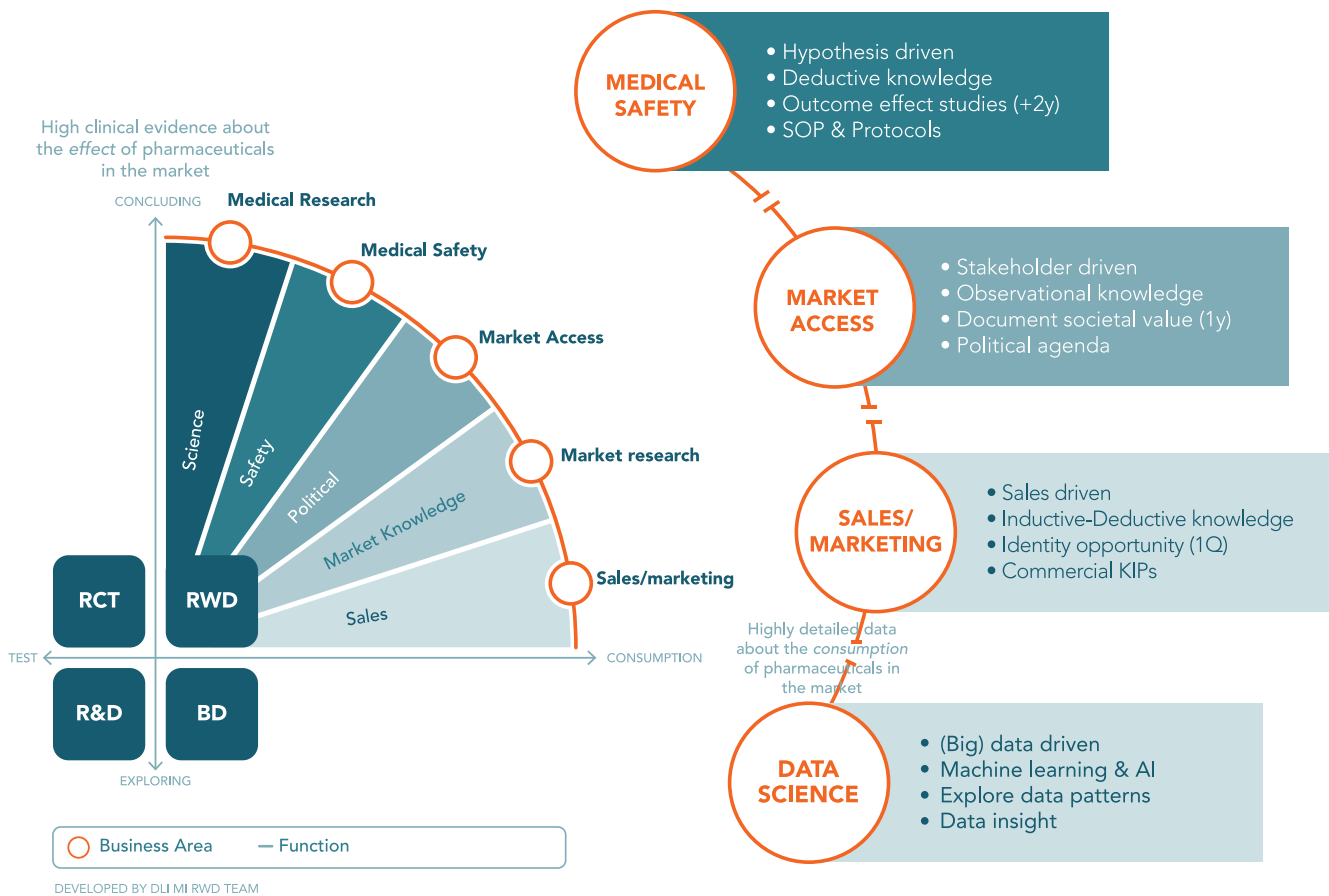 High clinical evidence about
the effect of pharmaceuticals
in the market
CONCLUDING
Medical Research
Medical Safety
Market Access
Market research
Sales/marketing
Science
Safety
Political
Market Knowledge
Sales
RCT
RWD
R&D
BD
TEST
CONSUMPTION
EXPLORING
Highly detailed data
about the consumption
of pharmaceuticals in
the market
Business Area
Function
DEVELOPED BY DLI MI RWD TEAM
MEDICAL
SAFETY
• Hypothesis driven
• Deductive knowledge
• Outcome effect studies (+2y)
• SOP & Protocols
MARKET
ACCESS
• Stakeholder driven
• Observational knowledge
• Document societal value (1y)
• Political agenda
SALES/
MARKETING
• Sales driven
• Inductive-Deductive knowledge
• Identity opportunity (1Q)
• Commercial KIPs
DATA
SCIENCE
• (Big) data driven
• Machine learning & AI
• Explore data patterns
• Data insight